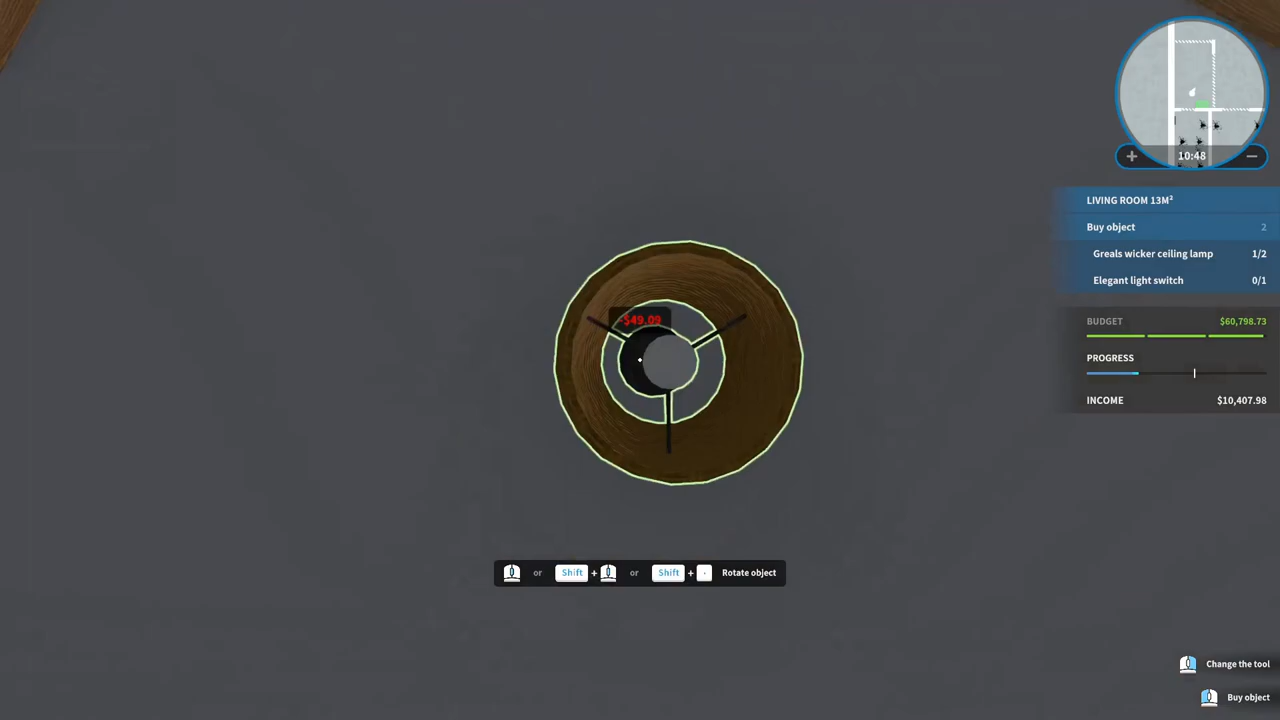 10:48
LIVING ROOM 13M²
Buy object 2
Greals wicker ceiling lamp 1/2
Elegant light switch 0/1
-$49.09
BUDGET $60,798.73
PROGRESS
INCOME $10,407.98
or Shift + or Shift + · Rotate object
Change the tool
Buy object